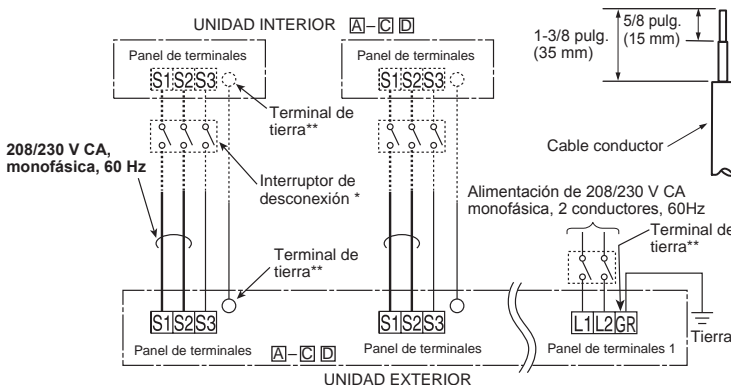 UNIDAD INTERIOR A–C D
Panel de terminales
S1 S2 S3
Panel de terminales
S1 S2 S3
Terminal de
tierra**
208/230 V CA,
monofásica, 60 Hz
Interruptor de
desconexión *
Terminal de
tierra**
1-3/8 pulg.
(35 mm)
5/8 pulg.
(15 mm)
Cable conductor
Alimentación de 208/230 V CA
monofásica, 2 conductores, 60Hz
Terminal de
tierra**
S1 S2 S3
S1 S2 S3
L1 L2 GR
Tierra
Panel de terminales
A–C D
Panel de terminales
Panel de terminales 1
UNIDAD EXTERIOR